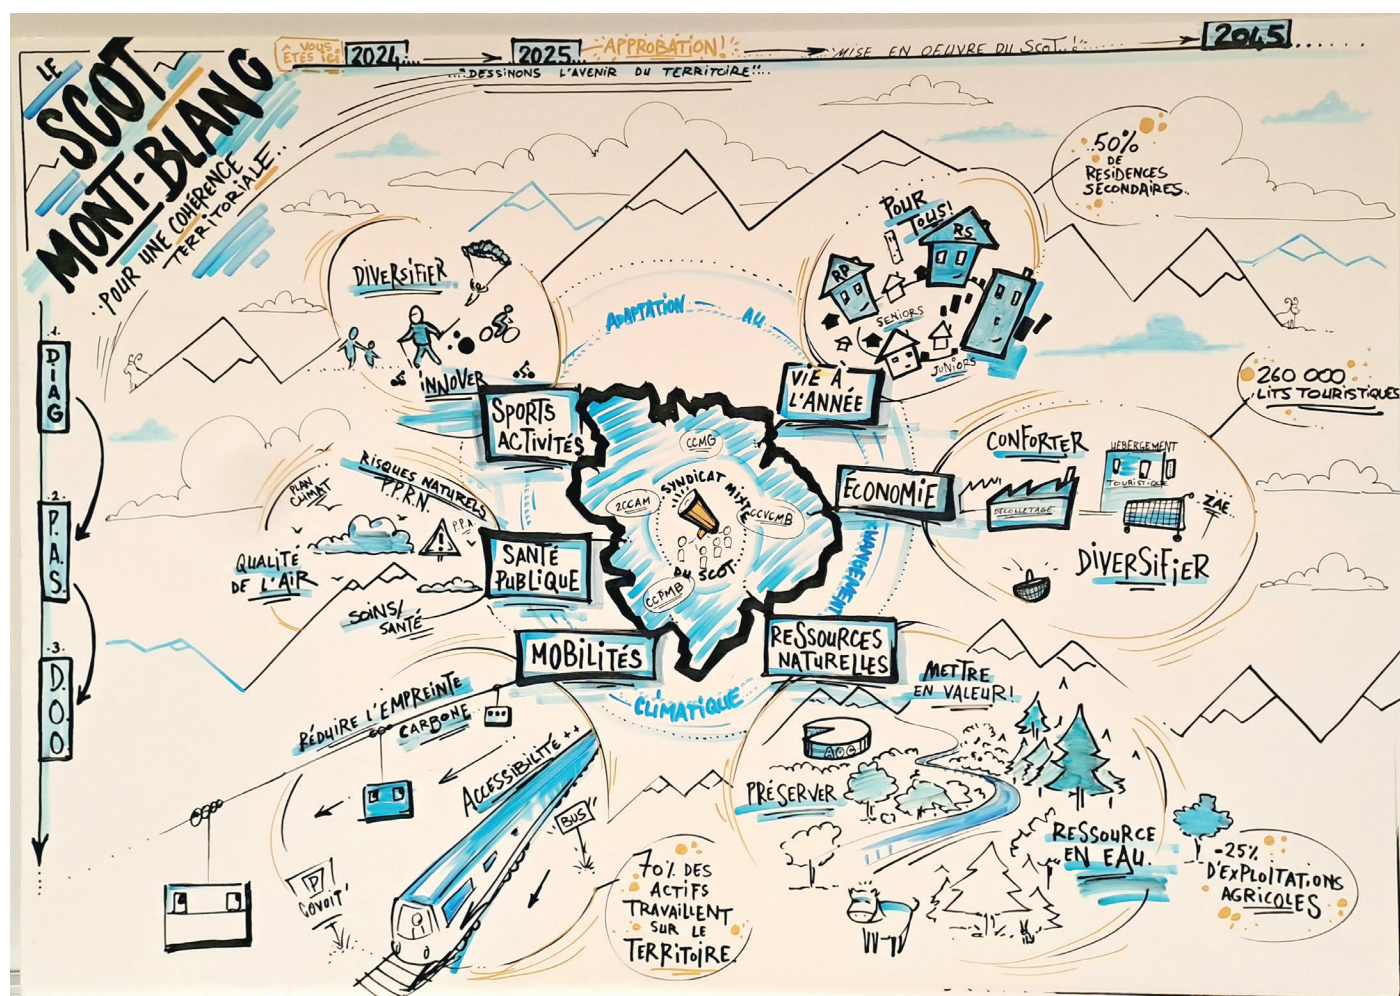 LE
SCOT
MONT-BLANC
..POUR UNE COHÉRENCE
TERRITORIALE..
VOUS
ÊTES ICI
2024!...
2025...
APPROBATION!
MISE EN OEUVRE DU SCOT!
2045.....
..."DESSINONS L'AVENIR DU TERRITOIRE"...
.1.
DIAG
.2.
P.A.S.
.3.
D.O.O
ADAPTATION AU
CHANGEMENT
CLIMATIQUE
DIVERSIFIER
INNOVER
SPORTS
ACTIVITÉS
POUR
TOUS!
RS
RP
SENIORS
JUNIORS
VIE À
L'ANNÉE
..50%
DE
RESIDENCES
SECONDAIRES..
260 000
LITS TOURISTIQUES
CONFORTER
HEBERGEMENT
TOURISTIQUE
DECOLLETAGE
ZAE
DIVERSIFIER
ÉCONOMIE
CCMG
2CCAM
CCVCMB
CCPMB
SYNDICAT MIXTE
DU SCOT
PLAN
CLIMAT
RISQUES NATURELS
P.P.R.N.
P.P.A
QUALITÉ
DE L'AIR
SOINS/
SANTÉ
SANTÉ
PUBLIQUE
MOBILITÉS
RÉDUIRE L'EMPREINTE
CARBONE
ACCESSIBILITÉ ++
BUS
P
COVOIT'
70% DES
ACTIFS
TRAVAILLENT
SUR LE
TERRITOIRE.
RESSOURCES
NATURELLES
METTRE
EN VALEUR!
PRÉSERVER
RESSOURCE
EN EAU.
-25%
D'EXPLOITATIONS
AGRICOLES